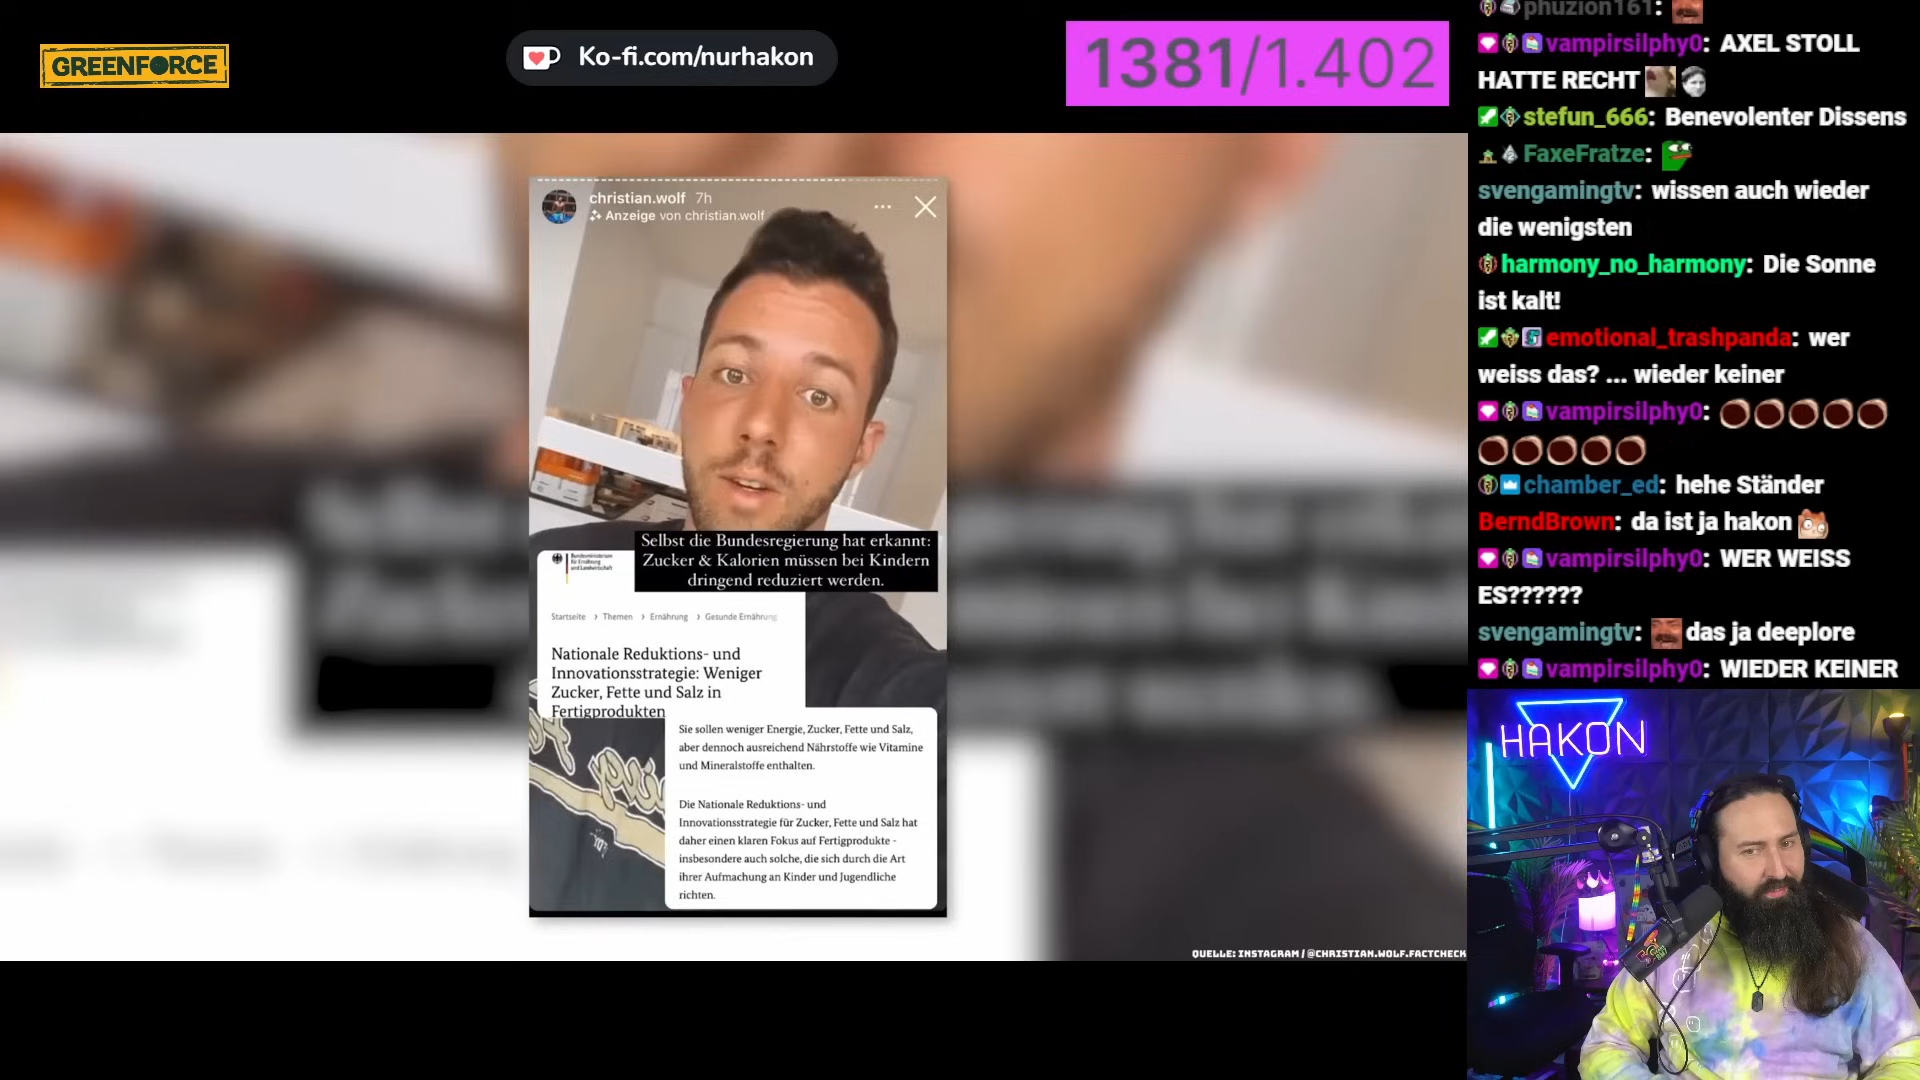 GREENFORCE
Ko-fi.com/nurhakon
1381/1.402
christian.wolf 7h
Anzeige von christian.wolf
Selbst die Bundesregierung hat erkannt:
Zucker & Kalorien müssen bei Kindern
dringend reduziert werden.
Bundesministerium
für Ernährung
und Landwirtschaft
Startseite > Themen > Ernährung > Gesunde Ernährung
Nationale Reduktions- und
Innovationsstrategie: Weniger
Zucker, Fette und Salz in
Fertigprodukten
Sie sollen weniger Energie, Zucker, Fette und Salz,
aber dennoch ausreichend Nährstoffe wie Vitamine
und Mineralstoffe enthalten.
Die Nationale Reduktions- und
Innovationsstrategie für Zucker, Fette und Salz hat
daher einen klaren Fokus auf Fertigprodukte -
insbesondere auch solche, die sich durch die Art
ihrer Aufmachung an Kinder und Jugendliche
richten.
QUELLE: INSTAGRAM / @CHRISTIAN.WOLF.FACTCHECK
phuzion161:
vampirsilphy0: AXEL STOLL
HATTE RECHT
stefun_666: Benevolenter Dissens
FaxeFratze:
svengamingtv: wissen auch wieder
die wenigsten
harmony_no_harmony: Die Sonne
ist kalt!
emotional_trashpanda: wer
weiss das? ... wieder keiner
vampirsilphy0:
chamber_ed: hehe Ständer
BerndBrown: da ist ja hakon
vampirsilphy0: WER WEISS
ES??????
svengamingtv: das ja deeplore
vampirsilphy0: WIEDER KEINER
HAKON